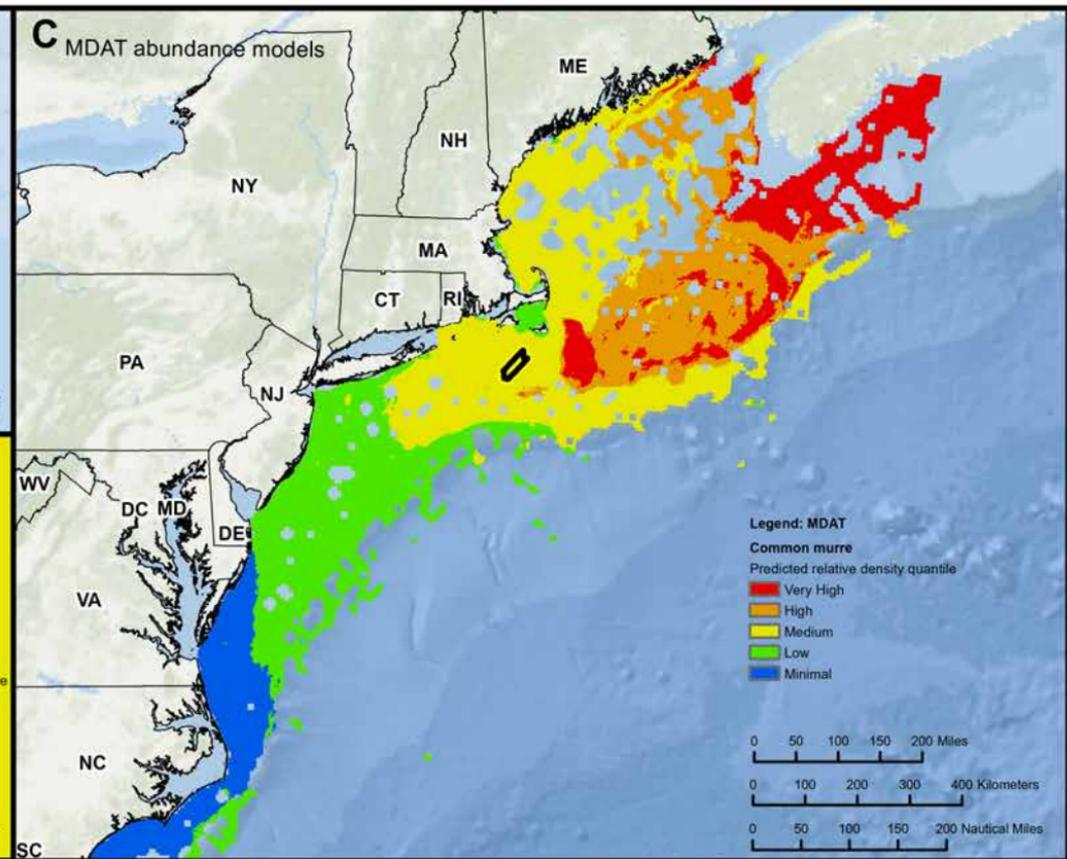 C MDAT abundance models
ME
NH
NY
MA
CT
RI
PA
NJ
WV
DC
MD
DE
VA
e
NC
SC
Legend: MDAT
Common murre
Predicted relative density quantile
Very High
High
Medium
Low
Minimal
0 50 100 150 200 Miles
0 100 200 300 400 Kilometers
0 50 100 150 200 Nautical Miles